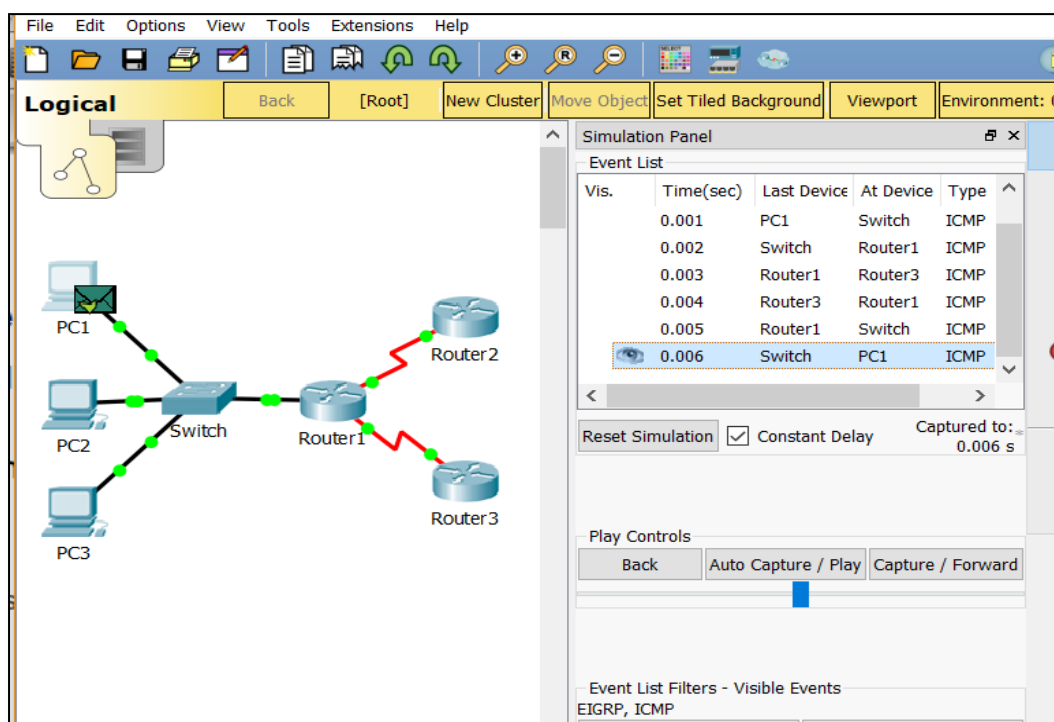 File Edit Options View Tools Extensions Help
Logical Back [Root] New Cluster Move Object Set Tiled Background Viewport Environment:
Simulation Panel
Event List
Vis. Time(sec) Last Device At Device Type
0.001 PC1 Switch ICMP
0.002 Switch Router1 ICMP
0.003 Router1 Router3 ICMP
0.004 Router3 Router1 ICMP
0.005 Router1 Switch ICMP
0.006 Switch PC1 ICMP
Reset Simulation Constant Delay Captured to:
0.006 s
Play Controls
Back Auto Capture / Play Capture / Forward
Event List Filters - Visible Events
EIGRP, ICMP
PC1
Router2
PC2
Switch
Router1
Router3
PC3